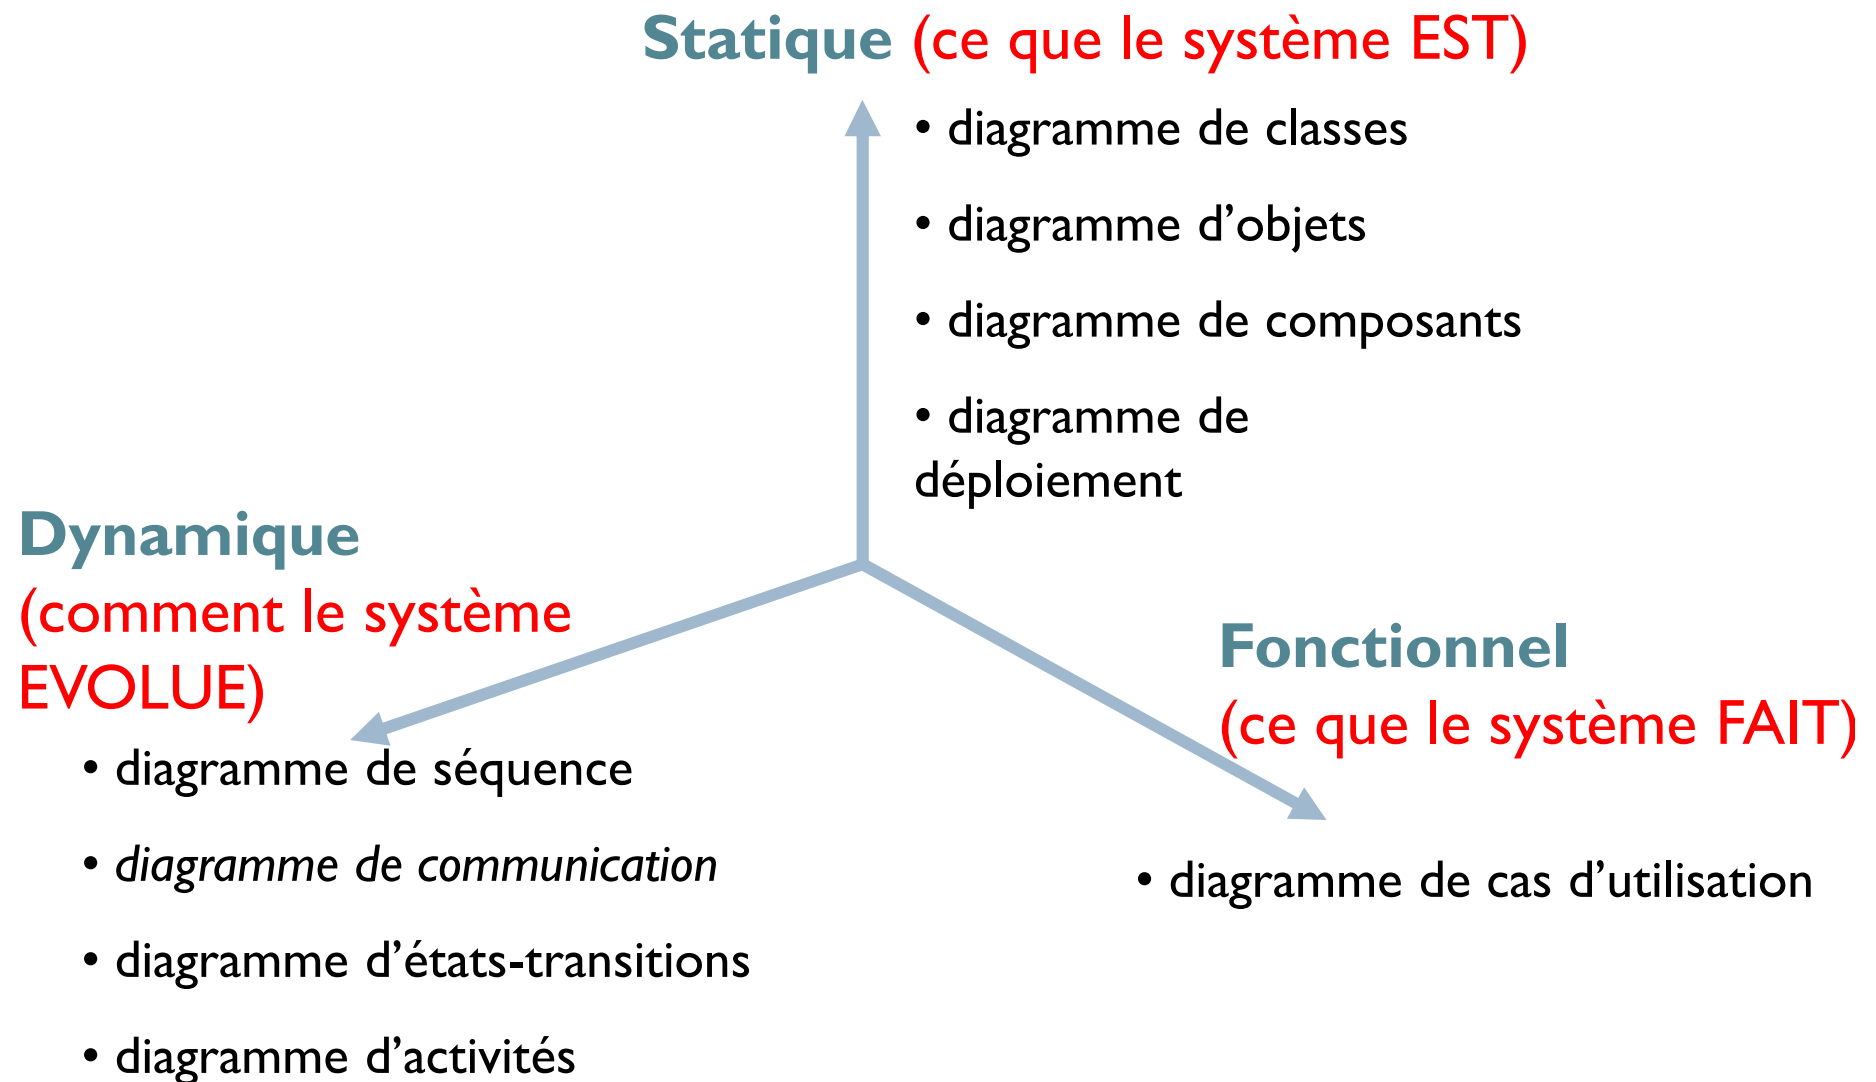 Statique (ce que le système EST)
• diagramme de classes
• diagramme d’objets
• diagramme de composants
• diagramme de
déploiement
Dynamique
(comment le système
EVOLUE)
• diagramme de séquence
• diagramme de communication
• diagramme d’états-transitions
• diagramme d’activités
Fonctionnel
(ce que le système FAIT)
• diagramme de cas d’utilisation